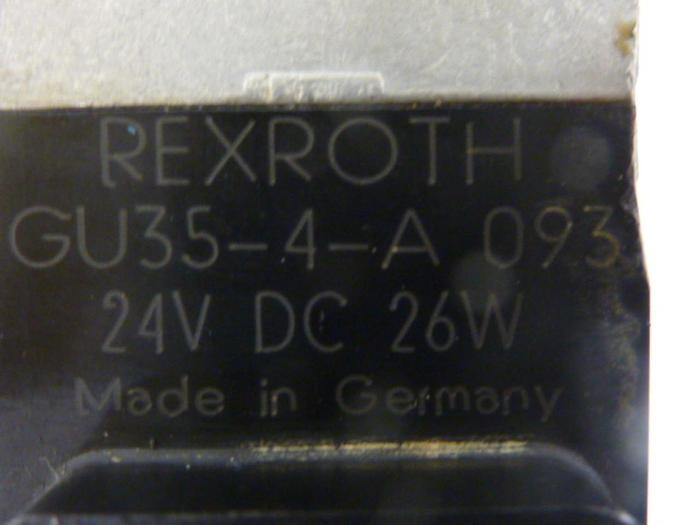 REXROTH
GU35-4-A 093
24V DC 26W
Made in Germany